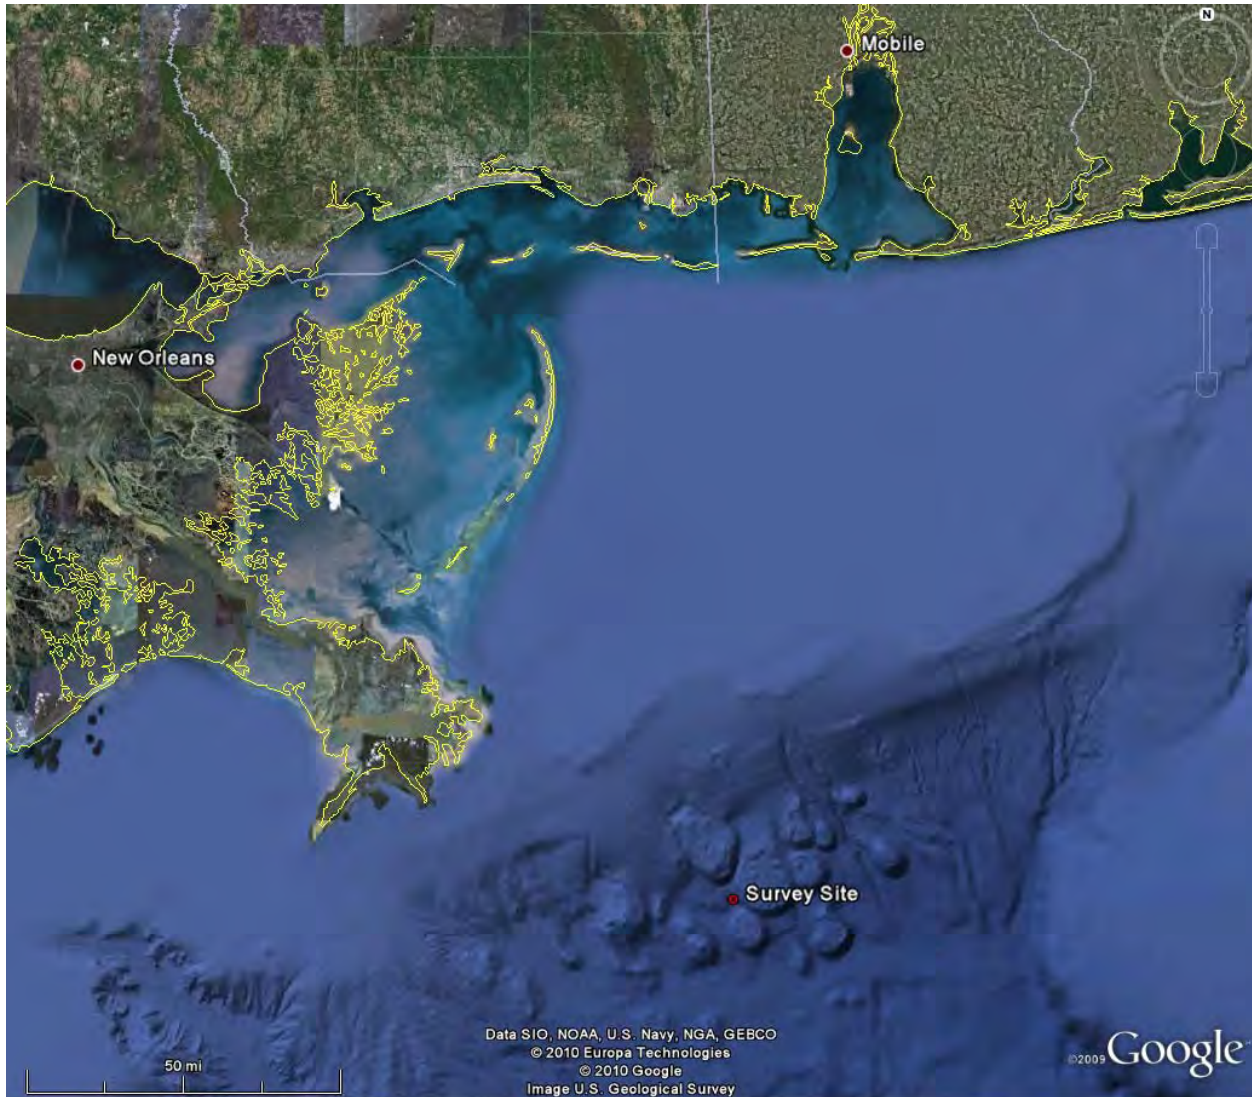 N
Mobile
New Orleans
Survey Site
Data SIO, NOAA, U.S. Navy, NGA, GEBCO
© 2010 Europa Technologies
© 2010 Google
Image U.S. Geological Survey
50 mi
©2009 Google